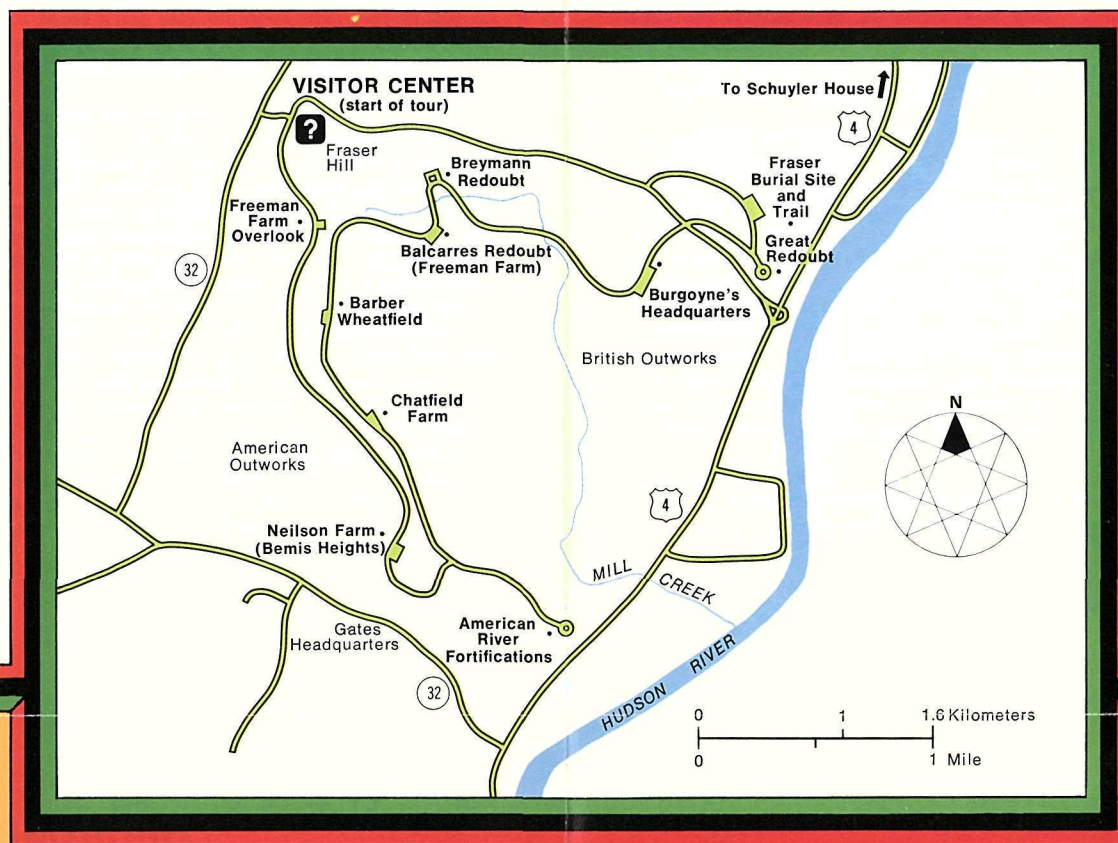 VISITOR CENTER
(start of tour)
?
Fraser
Hill
To Schuyler House
4
Breymann
Redoubt
Fraser
Burial Site
and
Trail
Freeman
Farm
Overlook
Balcarres Redoubt
(Freeman Farm)
Great
Redoubt
32
Barber
Wheatfield
Burgoyne's
Headquarters
British Outworks
Chatfield
Farm
N
American
Outworks
4
Neilson Farm
(Bemis Heights)
MILL CREEK
American
River
Fortifications
Gates
Headquarters
32
HUDSON RIVER
0 1 1.6 Kilometers
0 1 Mile